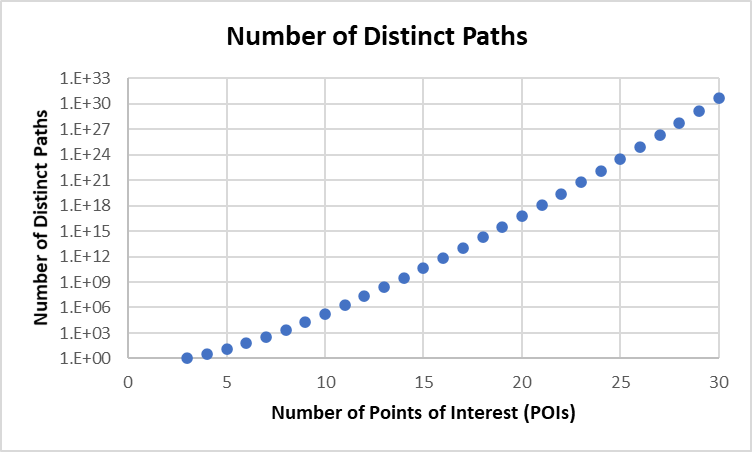 Number of Distinct Paths
Number of Distinct Paths
1.E+33
1.E+30
1.E+27
1.E+24
1.E+21
1.E+18
1.E+15
1.E+12
1.E+09
1.E+06
1.E+03
1.E+00
0 5 10 15 20 25 30
Number of Points of Interest (POIs)